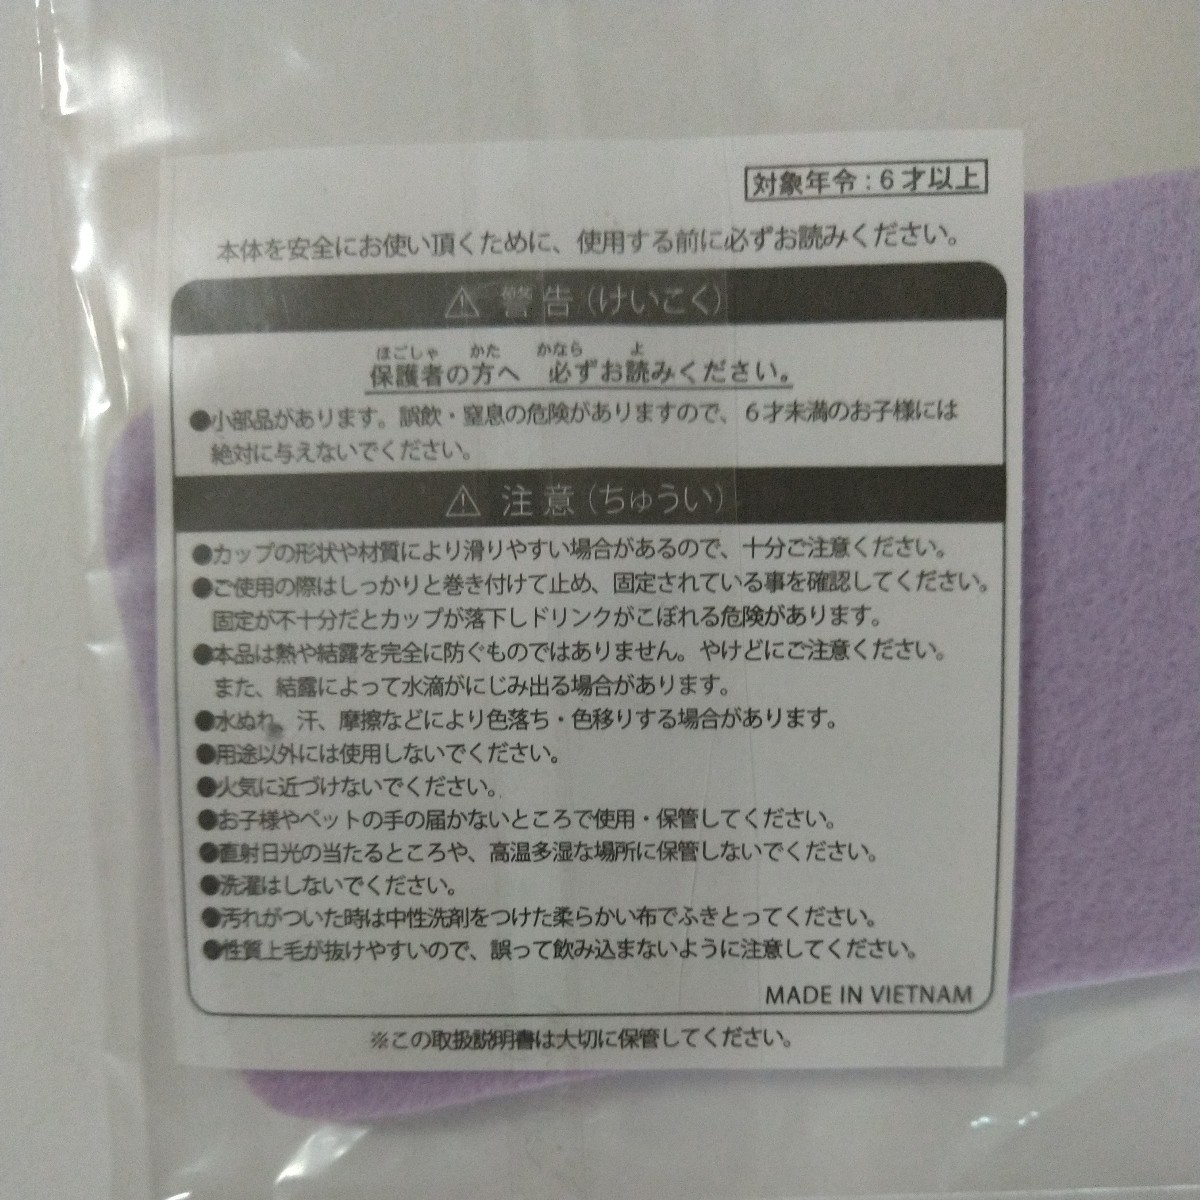 対象年令：６才以上
本体を安全にお使い頂くために、使用する前に必ずお読みください。
⚠ 警 告（けいこく）
ほごしゃ かた かなら よ
保護者の方へ 必ずお読みください。
●小部品があります。誤飲・窒息の危険がありますので、６才未満のお子様には
絶対に与えないでください。
⚠ 注 意（ちゅうい）
●カップの形状や材質により滑りやすい場合があるので、十分ご注意ください。
●ご使用の際はしっかりと巻き付けて止め、固定されている事を確認してください。
固定が不十分だとカップが落下しドリンクがこぼれる危険があります。
●本品は熱や結露を完全に防ぐものではありません。やけどにご注意ください。
また、結露によって水滴がにじみ出る場合があります。
●水ぬれ。汗、摩擦などにより色落ち・色移りする場合があります。
●用途以外には使用しないでください。
●火気に近づけないでください。
●お子様やペットの手の届かないところで使用・保管してください。
●直射日光の当たるところや、高温多湿な場所に保管しないでください。
●洗濯はしないでください。
●汚れがついた時は中性洗剤をつけた柔らかい布でふきとってください。
●性質上毛が抜けやすいので、誤って飲み込まないように注意してください。
MADE IN VIETNAM
※この取扱説明書は大切に保管してください。